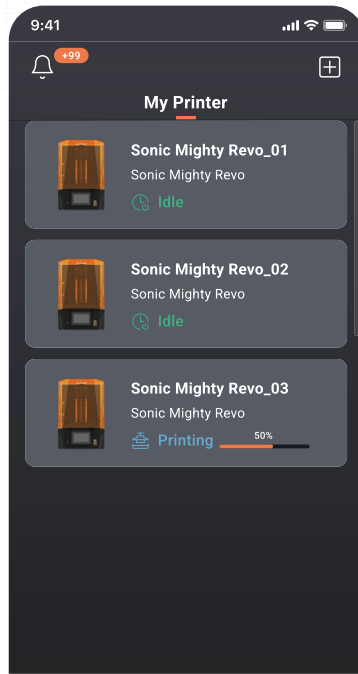 9:41
+99
My Printer
Sonic Mighty Revo_01
Sonic Mighty Revo
Idle
Sonic Mighty Revo_02
Sonic Mighty Revo
Idle
Sonic Mighty Revo_03
Sonic Mighty Revo
Printing 50%